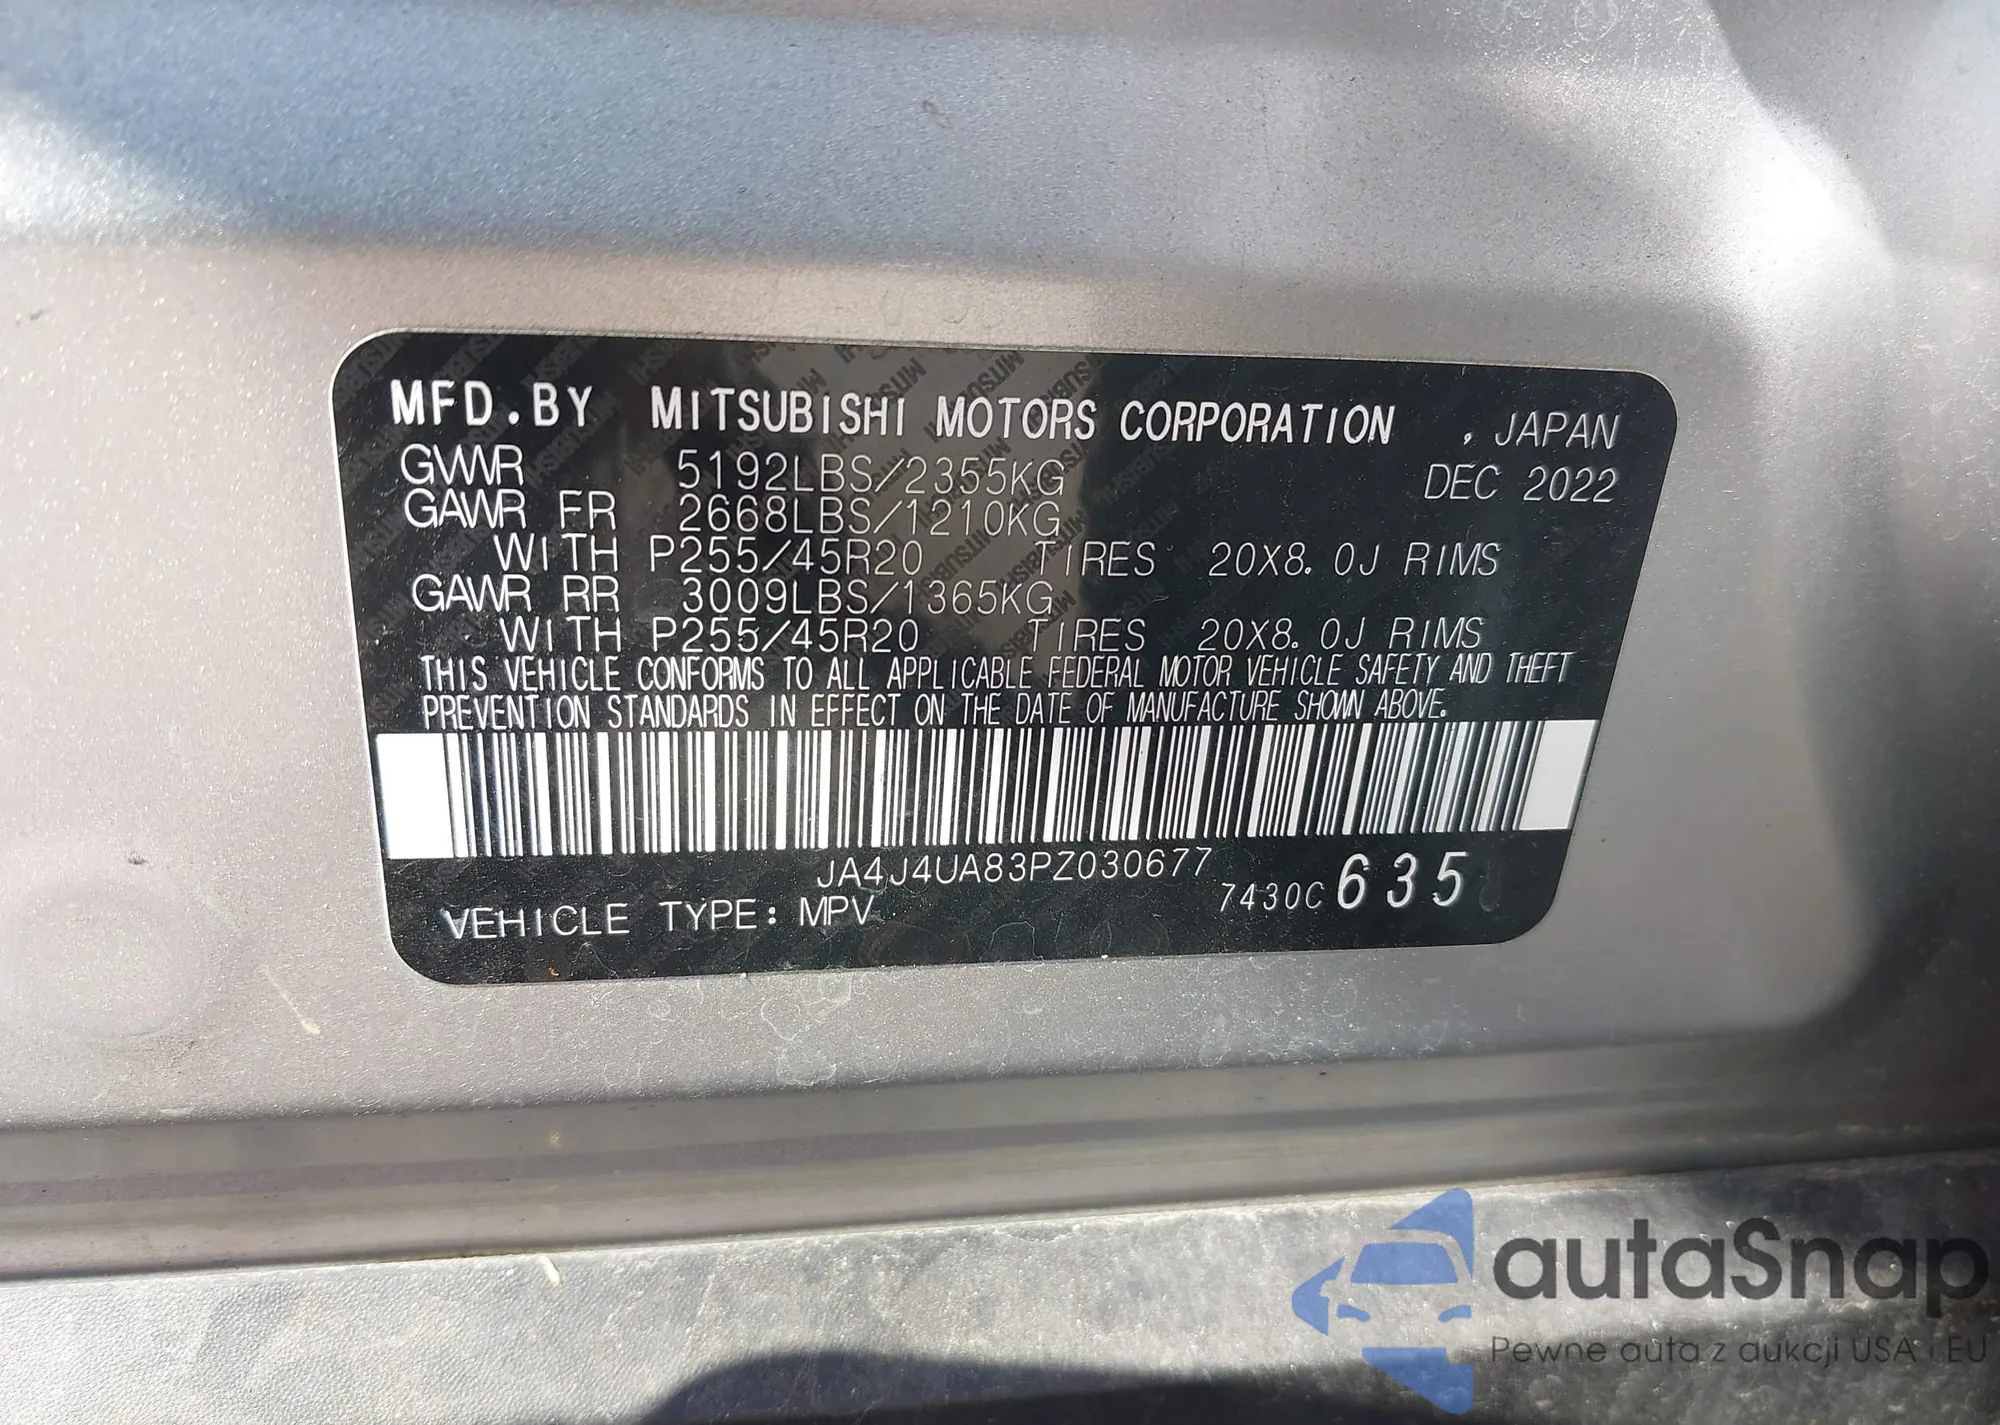 MFD.BY MITSUBISHI MOTORS CORPORATION , JAPAN
GVWR 5192LBS/2355KG DEC 2022
GAWR FR 2668LBS/1210KG
WITH P255/45R20 TIRES 20X8.0J RIMS
GAWR RR 3009LBS/1365KG
WITH P255/45R20 TIRES 20X8.0J RIMS
THIS VEHICLE CONFORMS TO ALL APPLICABLE FEDERAL MOTOR VEHICLE SAFETY AND THEFT
PREVENTION STANDARDS IN EFFECT ON THE DATE OF MANUFACTURE SHOWN ABOVE.
JA4J4UA83PZ030677
VEHICLE TYPE: MPV 7430C 635
autaSnap
Pewne auta z aukcji USA i EU